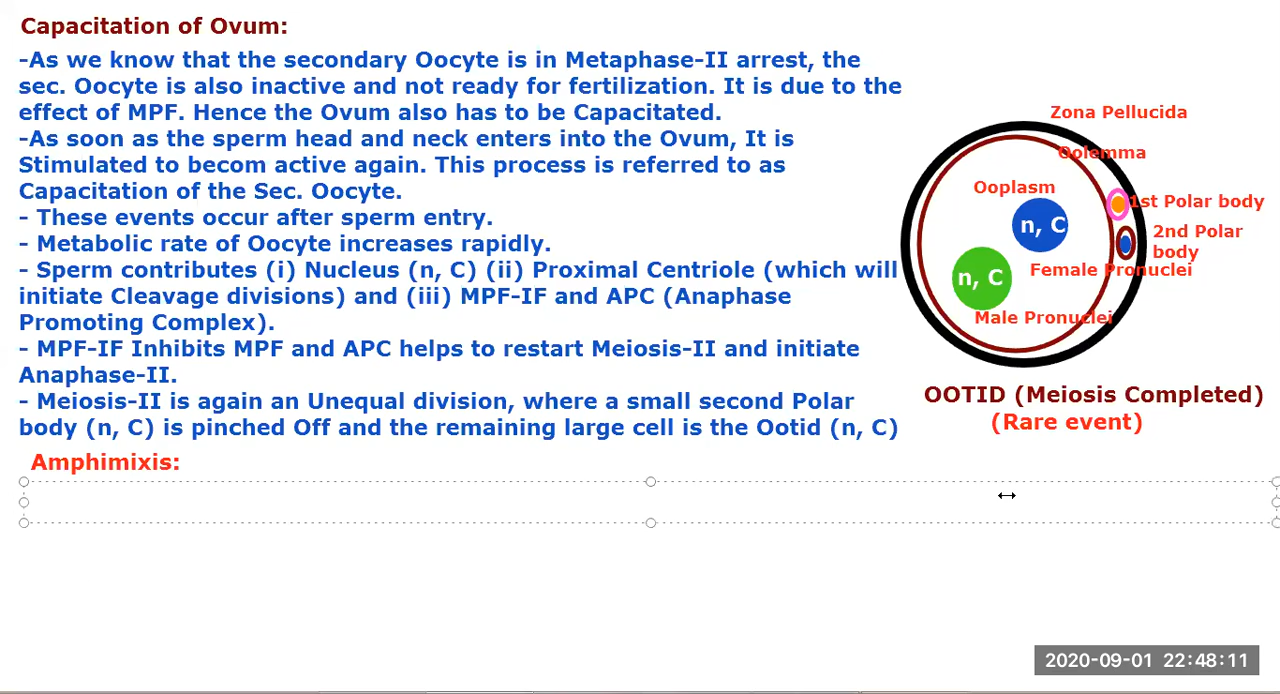 Capacitation of Ovum:
-As we know that the secondary Oocyte is in Metaphase-II arrest, the
sec. Oocyte is also inactive and not ready for fertilization. It is due to the
effect of MPF. Hence the Ovum also has to be Capacitated.
-As soon as the sperm head and neck enters into the Ovum, It is
Stimulated to becom active again. This process is referred to as
Capacitation of the Sec. Oocyte.
- These events occur after sperm entry.
- Metabolic rate of Oocyte increases rapidly.
- Sperm contributes (i) Nucleus (n, C) (ii) Proximal Centriole (which will
initiate Cleavage divisions) and (iii) MPF-IF and APC (Anaphase
Promoting Complex).
- MPF-IF Inhibits MPF and APC helps to restart Meiosis-II and initiate
Anaphase-II.
- Meiosis-II is again an Unequal division, where a small second Polar
body (n, C) is pinched Off and the remaining large cell is the Ootid (n, C)
Amphimixis:
Zona Pellucida
Oolemma
Ooplasm
1st Polar body
n, C
2nd Polar
body
Female Pronuclei
n, C
Male Pronuclei
OOTID (Meiosis Completed)
(Rare event)
2020-09-01 22:48:11